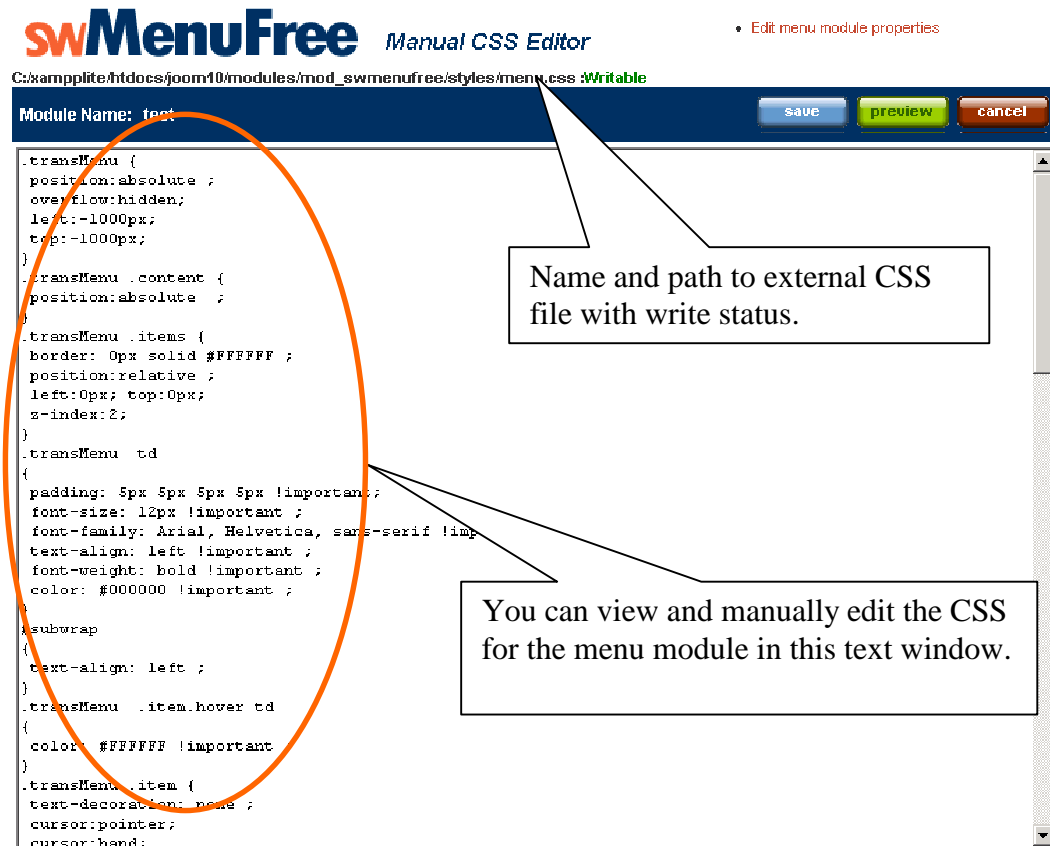 swMenuFree Manual CSS Editor
Edit menu module properties
C:/xampplite/htdocs/joom10/modules/mod_swmenufree/styles/menu.css :Writable
Module Name: test
save preview cancel
.transMenu {
position:absolute ;
overflow:hidden;
left:-1000px;
top:-1000px;
}
.transMenu .content {
position:absolute ;
}
.transMenu .items {
border: 0px solid #FFFFFF ;
position:relative ;
left:0px; top:0px;
z-index:2;
}
.transMenu td
{
padding: 5px 5px 5px 5px !important;
font-size: 12px !important ;
font-family: Arial, Helvetica, sans-serif !imp
text-align: left !important ;
font-weight: bold !important ;
color: #000000 !important ;
}
#subwrap
{
text-align: left ;
}
.transMenu .item.hover td
{
color: #FFFFFF !important ;
}
.transMenu .item {
text-decoration: none ;
cursor:pointer;
cursor:hand;
Name and path to external CSS
file with write status.
You can view and manually edit the CSS
for the menu module in this text window.